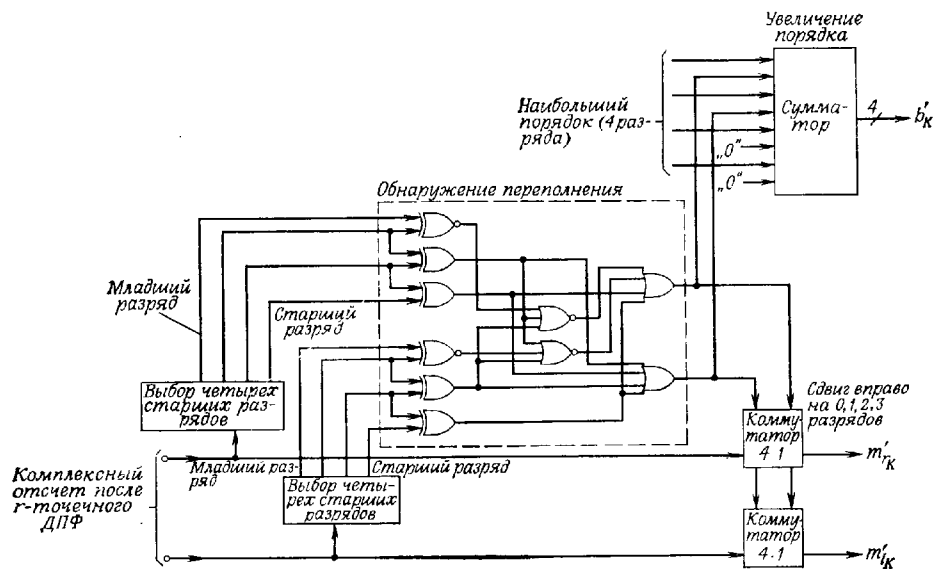 Увеличение
порядка
Наибольший
порядок (4 раз-
ряда)
Сумма-
тор
4
b'к
„0“
„0“
Обнаружение переполнения
Младший
разряд
Старший
разряд
Выбор четырех
старших раз-
рядов
Сдвиг вправо
на 0,1,2,3
разрядов
Комму-
татор
4·1
m'rк
Комплексный
отсчет после
r-точечного
ДПФ
Младший раз-
ряд
Старший разряд
Выбор четы-
рех старших
разрядов
Комму-
татор
4·1
m'iк